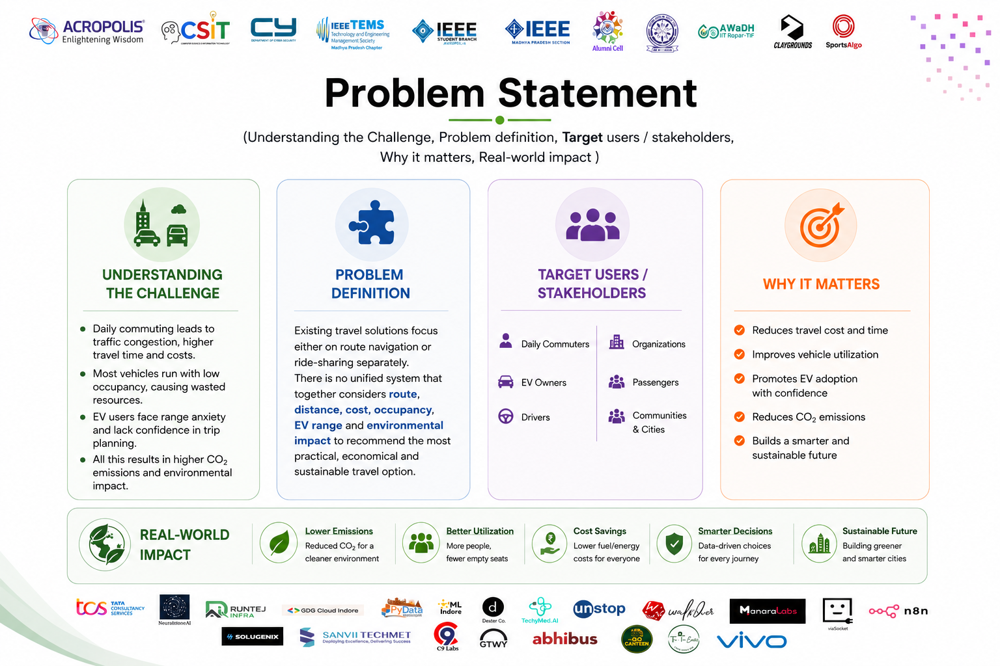 ACROPOLIS
Enlightening Wisdom
CSiT
COMPUTER SCIENCE & INFORMATION TECHNOLOGY
CY
DEPARTMENT OF CYBER SECURITY
IEEE TEMS
Technology and Engineering
Management Society
Madhya Pradesh Chapter
IEEE
STUDENT BRANCH
ACROPOLIS
IEEE
MADHYA PRADESH SECTION
Alumni Cell
AWaDH
IIT Ropar-TIF
CLAYGROUNDS
SportsAlgo
Problem Statement
(Understanding the Challenge, Problem definition, Target users / stakeholders,
Why it matters, Real-world impact )
UNDERSTANDING
THE CHALLENGE
Daily commuting leads to
traffic congestion, higher
travel time and costs.
Most vehicles run with low
occupancy, causing wasted
resources.
EV users face range anxiety
and lack confidence in trip
planning.
All this results in higher CO₂
emissions and environmental
impact.
PROBLEM
DEFINITION
Existing travel solutions focus
either on route navigation or
ride-sharing separately.
There is no unified system that
together considers route,
distance, cost, occupancy,
EV range and environmental
impact to recommend the most
practical, economical and
sustainable travel option.
TARGET USERS /
STAKEHOLDERS
Daily Commuters
EV Owners
Drivers
Organizations
Passengers
Communities
& Cities
WHY IT MATTERS
Reduces travel cost and time
Improves vehicle utilization
Promotes EV adoption
with confidence
Reduces CO₂ emissions
Builds a smarter and
sustainable future
REAL-WORLD
IMPACT
Lower Emissions
Reduced CO₂ for a
cleaner environment
Better Utilization
More people,
fewer empty seats
Cost Savings
Lower fuel/energy
costs for everyone
Smarter Decisions
Data-driven choices
for every journey
Sustainable Future
Building greener
and smarter cities
tcs TATA
CONSULTANCY
SERVICES
NeuraltoneAI
RUNTEJ
INFRA
GDG Cloud Indore
PyData
'ML
Indore
d
Dexter Co.
TechyMed.AI
unstop
walkOver
ManaraLabs
viaSocket
n8n
SOLUGENIX
SANVII TECHMET
Deploying Excellence, Delivering Success
C9 Labs
GTWY
abhibus
GO
CANTEEN
vivo